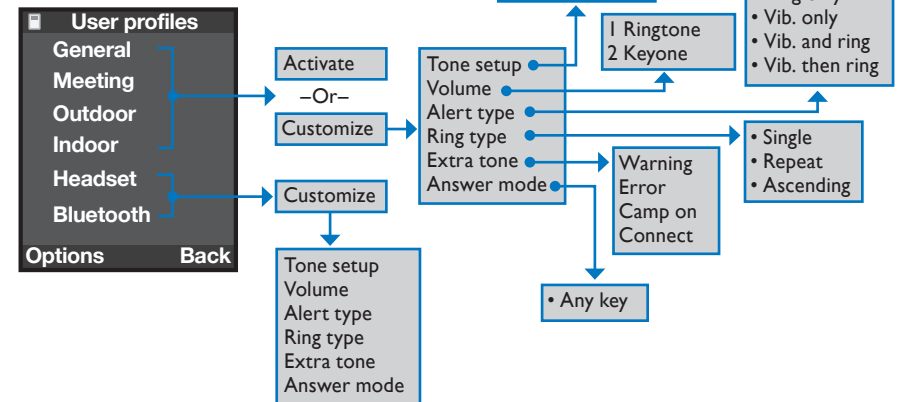 User profiles
General
Meeting
Outdoor
Indoor
Headset
Bluetooth
Options Back
Activate
–Or–
Customize
Customize
Tone setup
Volume
Alert type
Ring type
Extra tone
Answer mode
Tone setup
Volume
Alert type
Ring type
Extra tone
Answer mode
1 Ringtone
2 Keyone
• Vib. only
• Vib. and ring
• Vib. then ring
• Single
• Repeat
• Ascending
Warning
Error
Camp on
Connect
• Any key